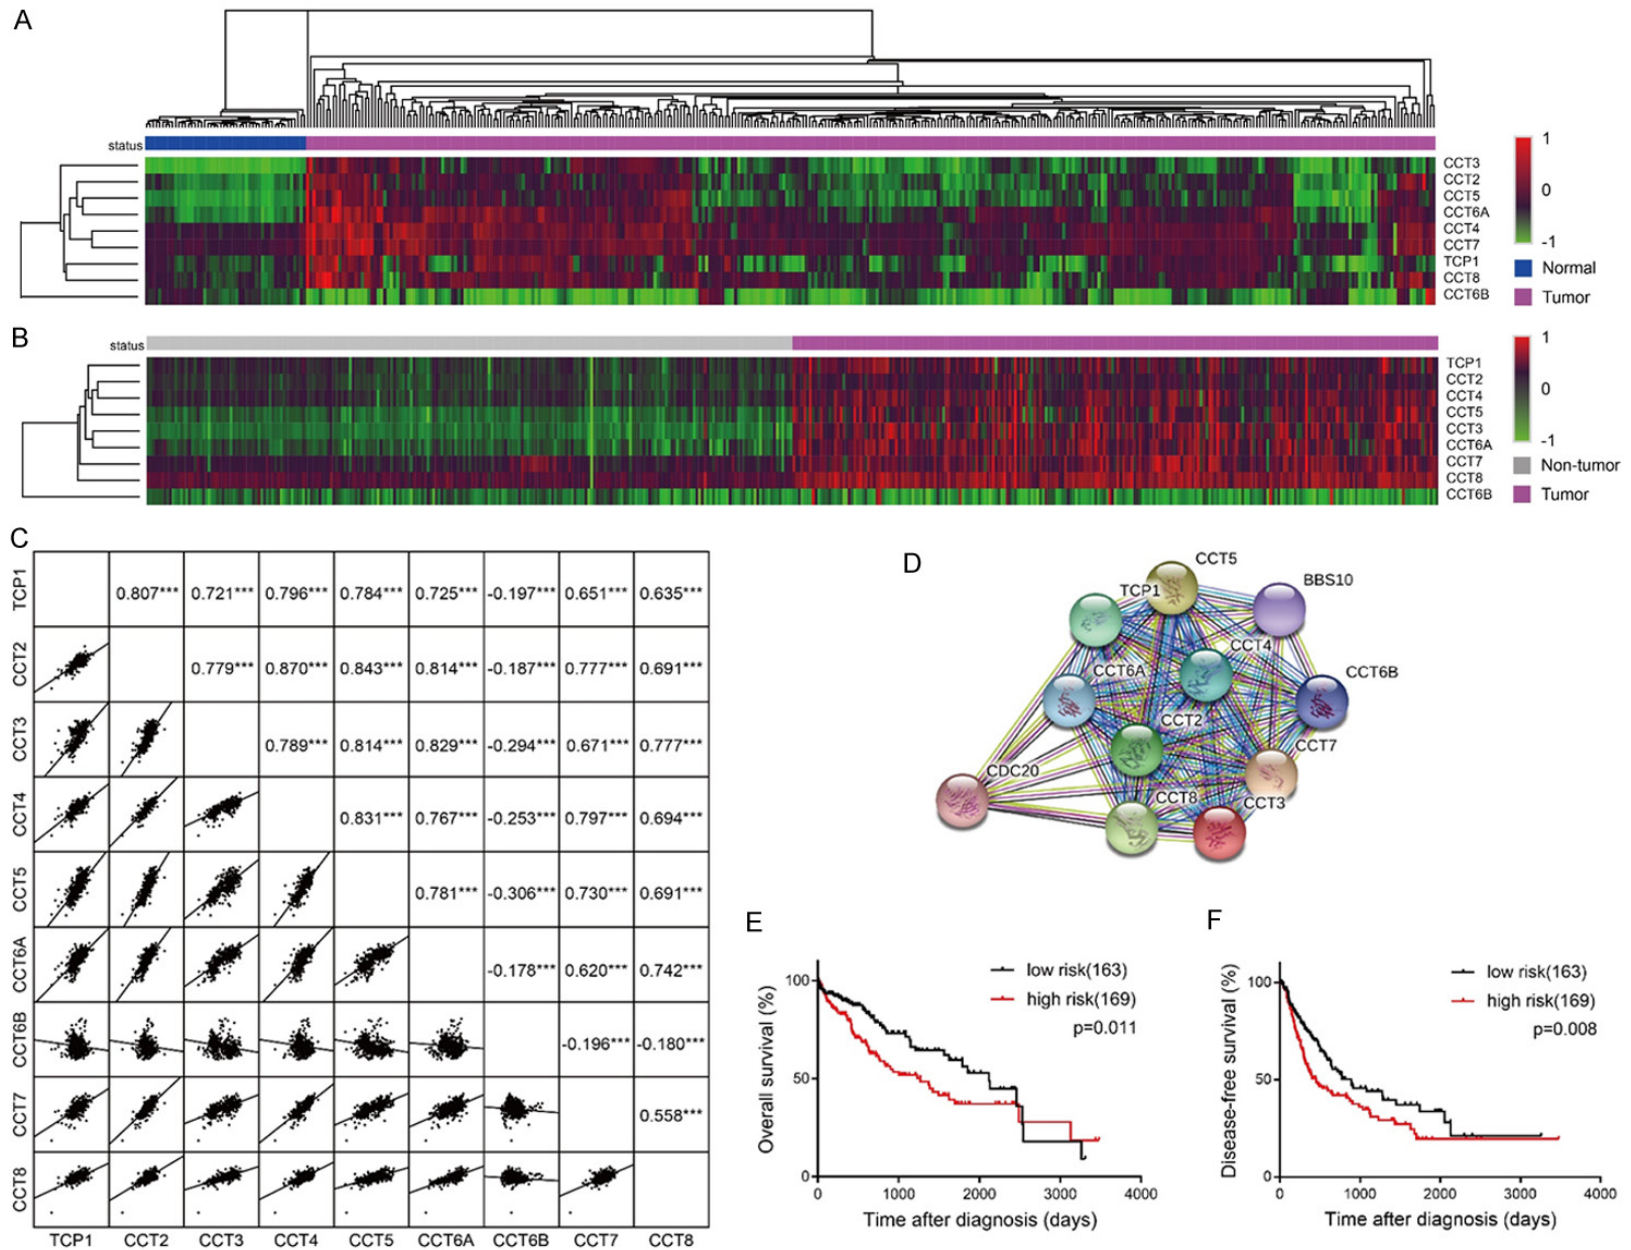 A
status
CCT3
CCT2
CCT5
CCT6A
CCT4
CCT7
TCP1
CCT8
CCT6B
1
0
-1
Normal
Tumor
B
status
TCP1
CCT2
CCT4
CCT5
CCT3
CCT6A
CCT7
CCT8
CCT6B
1
0
-1
Non-tumor
Tumor
C
TCP1 0.807*** 0.721*** 0.796*** 0.784*** 0.725*** -0.197*** 0.651*** 0.635***
CCT2 0.779*** 0.870*** 0.843*** 0.814*** -0.187*** 0.777*** 0.691***
CCT3 0.789*** 0.814*** 0.829*** -0.294*** 0.671*** 0.777***
CCT4 0.831*** 0.767*** -0.253*** 0.797*** 0.694***
CCT5 0.781*** -0.306*** 0.730*** 0.691***
CCT6A -0.178*** 0.620*** 0.742***
CCT6B -0.196*** -0.180***
CCT7 0.558***
CCT8
TCP1 CCT2 CCT3 CCT4 CCT5 CCT6A CCT6B CCT7 CCT8
D
CCT5
TCP1
BBS10
CCT4
CCT6A
CCT6B
CCT2
CCT7
CDC20
CCT8
CCT3
E
Overall survival (%)
100
50
0
low risk(163)
high risk(169)
p=0.011
0 1000 2000 3000 4000
Time after diagnosis (days)
F
Disease-free survival (%)
100
50
0
low risk(163)
high risk(169)
p=0.008
0 1000 2000 3000 4000
Time after diagnosis (days)